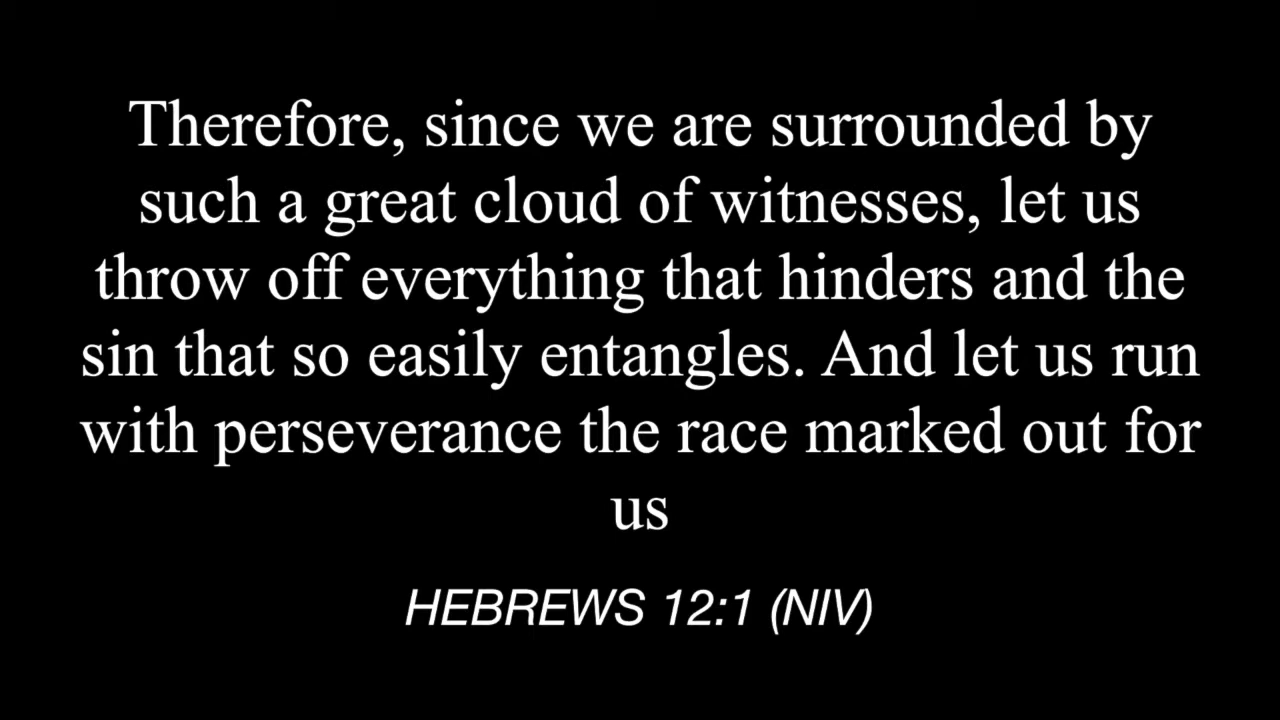 Therefore, since we are surrounded by
such a great cloud of witnesses, let us
throw off everything that hinders and the
sin that so easily entangles. And let us run
with perseverance the race marked out for
us
HEBREWS 12:1 (NIV)